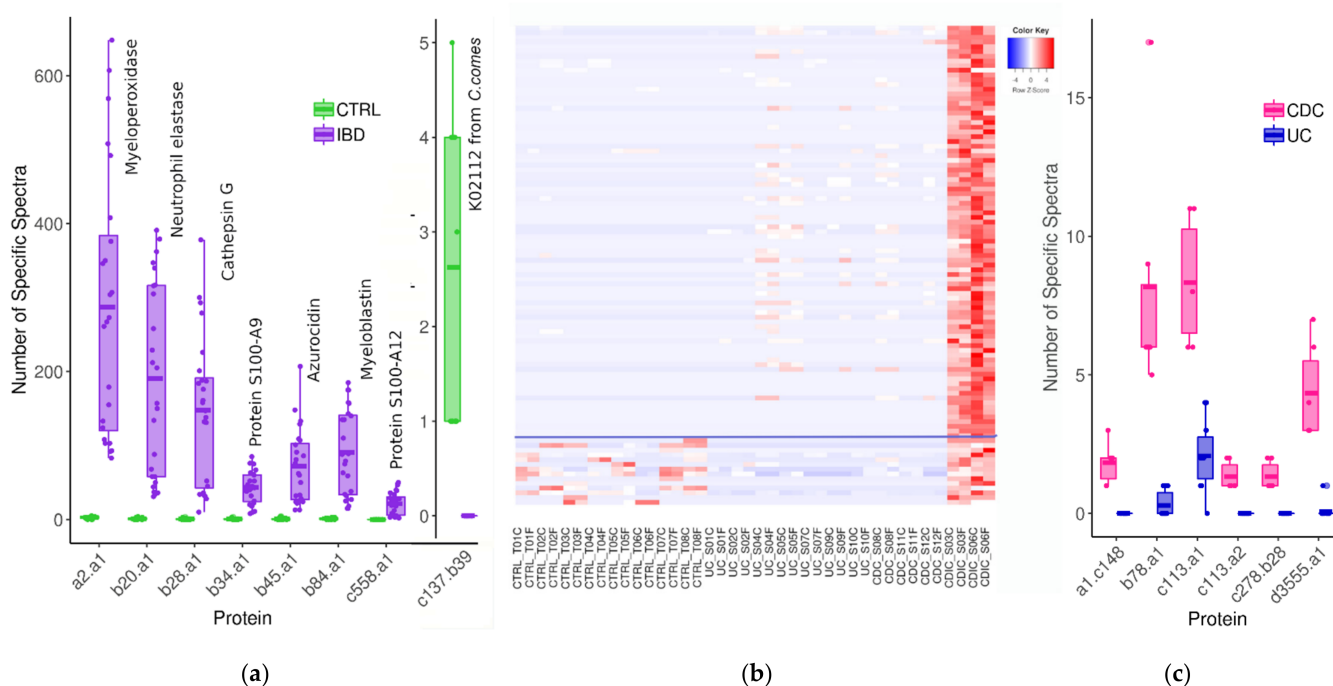 Number of Specific Spectra
600
400
200
0
Myeloperoxidase
Neutrophil elastase
Cathepsin G
Protein S100-A9
Azurocidin
Myeloblastin
Protein S100-A12
CTRL
IBD
a2.a1
b20.a1
b28.a1
b34.a1
b45.a1
b84.a1
c558.a1
Protein
5
4
3
2
1
0
K02112 from C.comes
c137.b39
(a)
Color Key
-4 0 4
Row Z-Score
CTRL_T01C
CTRL_T01F
CTRL_T02C
CTRL_T02F
CTRL_T03C
CTRL_T03F
CTRL_T04C
CTRL_T04F
CTRL_T05C
CTRL_T05F
CTRL_T06C
CTRL_T06F
CTRL_T07C
CTRL_T07F
CTRL_T08C
CTRL_T08F
UC_S01C
UC_S01F
UC_S02C
UC_S02F
UC_S04C
UC_S04F
UC_S05C
UC_S05F
UC_S07C
UC_S07F
UC_S09C
UC_S09F
UC_S10C
UC_S10F
CDC_S08C
CDC_S08F
CDC_S11C
CDC_S11F
CDC_S12C
CDC_S12F
CDIC_S03C
CDIC_S03F
CDIC_S06C
CDIC_S06F
(b)
Number of Specific Spectra
15
10
5
0
CDC
UC
a1.c148
b78.a1
c113.a1
c113.a2
c278.b28
d3555.a1
Protein
(c)